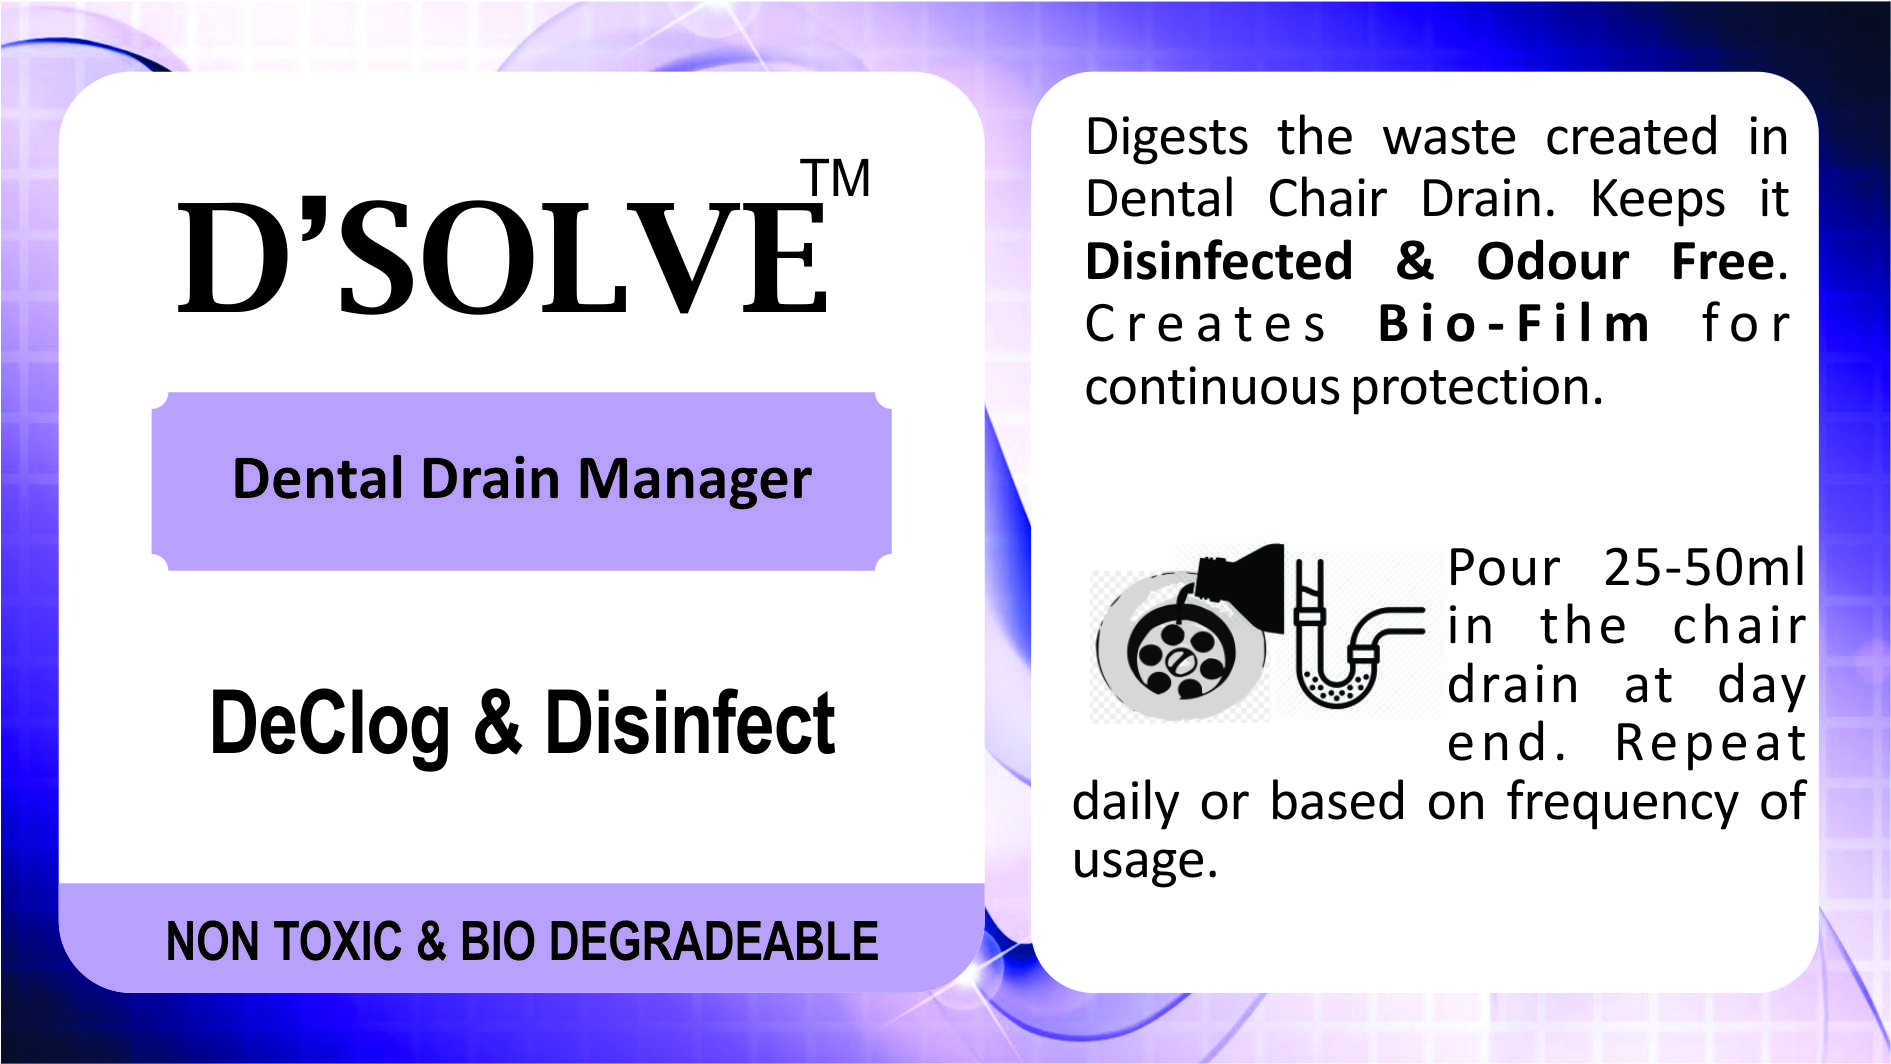 D’SOLVE™
Dental Drain Manager
DeClog & Disinfect
NON TOXIC & BIO DEGRADEABLE
Digests the waste created in
Dental Chair Drain. Keeps it
Disinfected & Odour Free.
Creates Bio-Film for
continuous protection.
Pour 25-50ml
in the chair
drain at day
end. Repeat
daily or based on frequency of
usage.